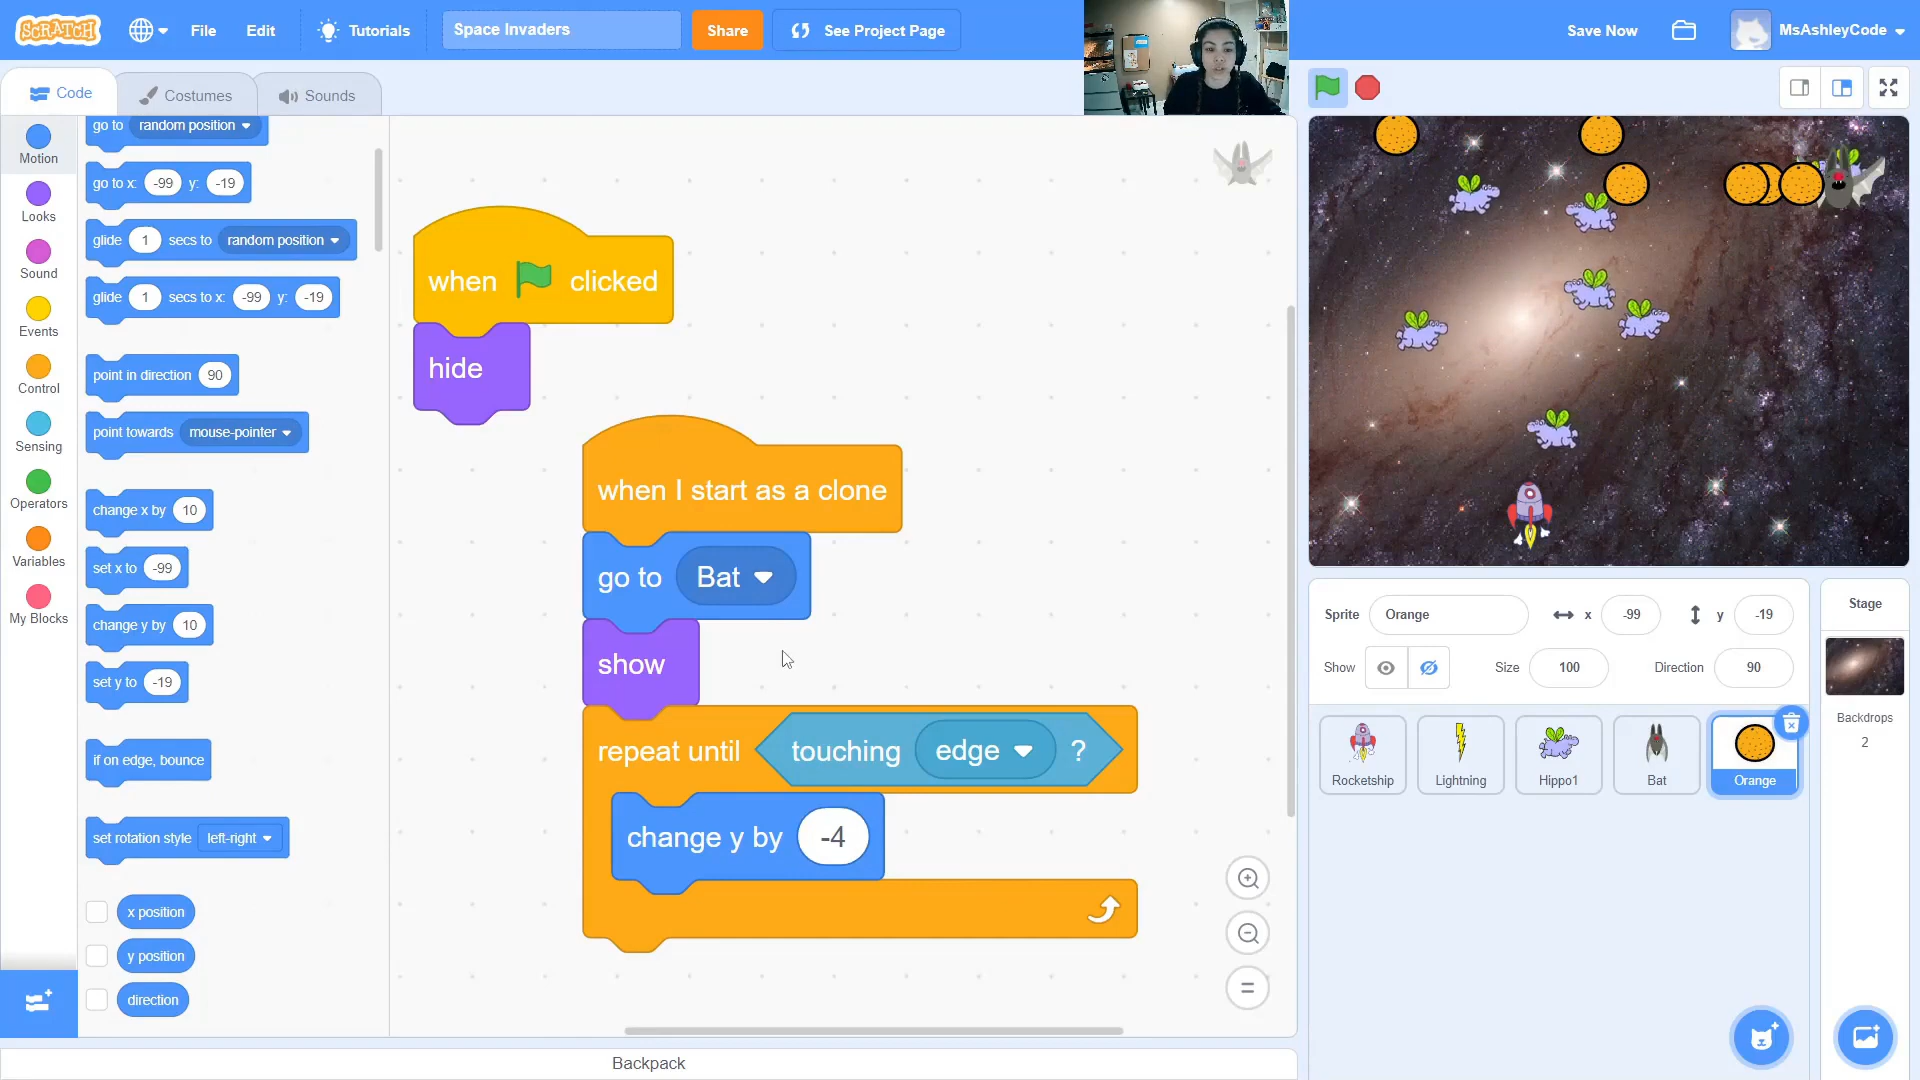 SCRATCH
File
Edit
Tutorials
Space Invaders
Share
See Project Page
Save Now
MsAshleyCode
Code
Costumes
Sounds
Motion
Looks
Sound
Events
Control
Sensing
Operators
Variables
My Blocks
go to random position
go to x: -99 y: -19
glide 1 secs to random position
glide 1 secs to x: -99 y: -19
point in direction 90
point towards mouse-pointer
change x by 10
set x to -99
change y by 10
set y to -19
if on edge, bounce
set rotation style left-right
x position
y position
direction
when clicked
hide
when I start as a clone
go to Bat
show
repeat until touching edge ?
change y by -4
Backpack
Sprite Orange x -99 y -19
Show Size 100 Direction 90
Rocketship
Lightning
Hippo1
Bat
Orange
Stage
Backdrops
2